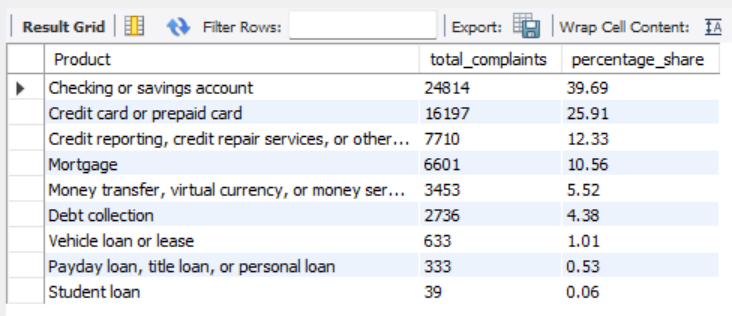 Result Grid Filter Rows: Export: Wrap Cell Content: IA
Product total_complaints percentage_share
Checking or savings account 24814 39.69
Credit card or prepaid card 16197 25.91
Credit reporting, credit repair services, or other... 7710 12.33
Mortgage 6601 10.56
Money transfer, virtual currency, or money ser... 3453 5.52
Debt collection 2736 4.38
Vehicle loan or lease 633 1.01
Payday loan, title loan, or personal loan 333 0.53
Student loan 39 0.06